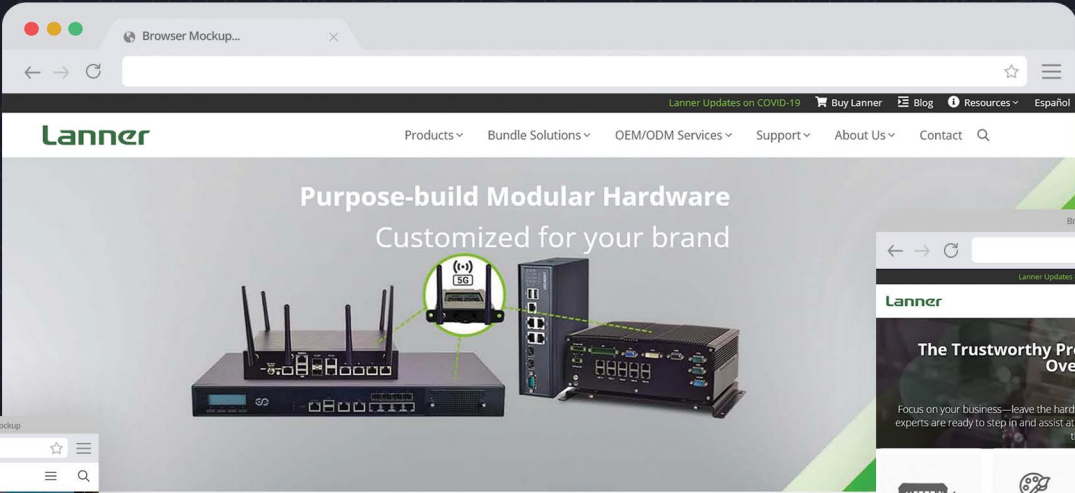 Browser Mockup...
Lanner Updates on COVID-19 Buy Lanner Blog Resources Español
Lanner
Products Bundle Solutions OEM/ODM Services Support About Us Contact
Purpose-build Modular Hardware
Customized for your brand
5G
Br
Lanner Updates
Lanner
The Trustworthy Pr
Ove
Focus on your business—leave the hard
experts are ready to step in and assist at
t
ockup